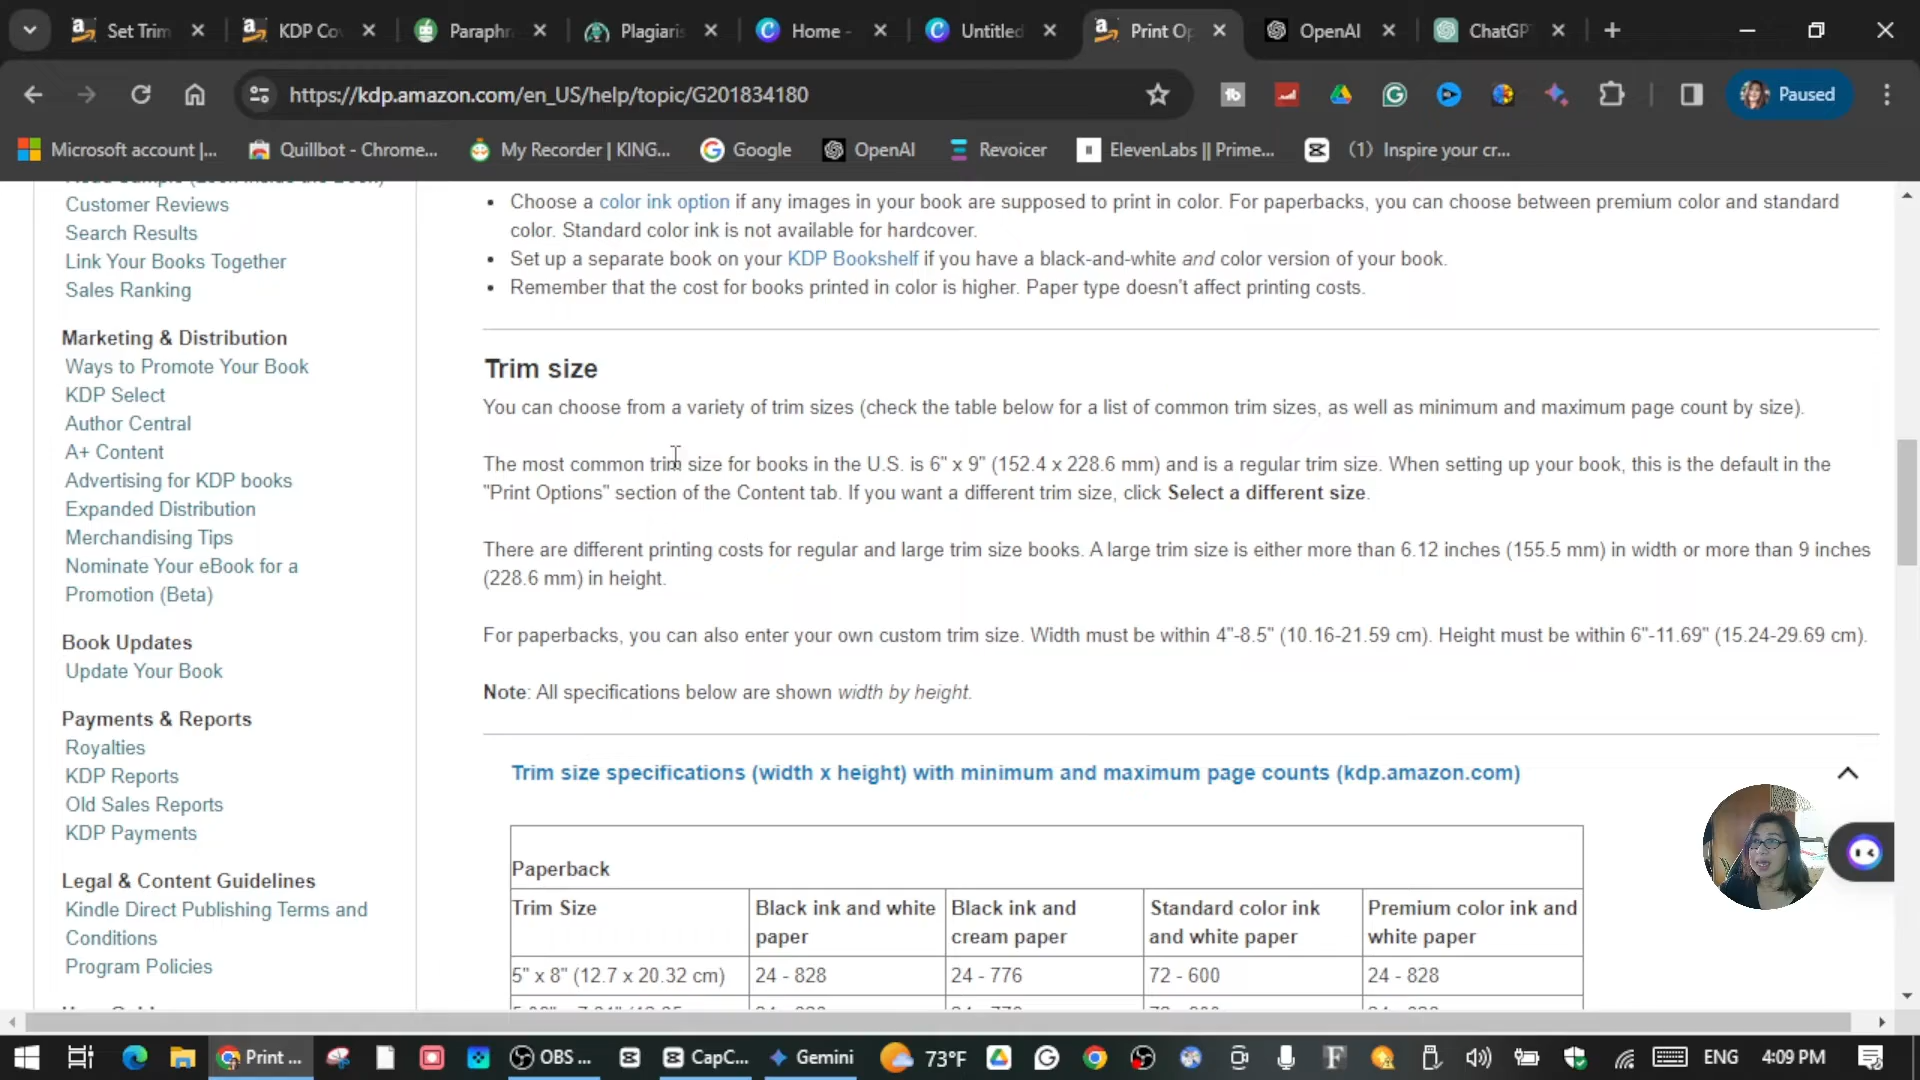 Set Trim
KDP Co
Paraphr
Plagiaris
Home -
Untitled
Print Op
OpenAI
ChatGP
https://kdp.amazon.com/en_US/help/topic/G201834180
Paused
Microsoft account |...
Quillbot - Chrome...
My Recorder | KING...
Google
OpenAI
Revoicer
ElevenLabs || Prime...
(1) Inspire your cr...
Customer Reviews
Search Results
Link Your Books Together
Sales Ranking
Marketing & Distribution
Ways to Promote Your Book
KDP Select
Author Central
A+ Content
Advertising for KDP books
Expanded Distribution
Merchandising Tips
Nominate Your eBook for a
Promotion (Beta)
Book Updates
Update Your Book
Payments & Reports
Royalties
KDP Reports
Old Sales Reports
KDP Payments
Legal & Content Guidelines
Kindle Direct Publishing Terms and
Conditions
Program Policies
• Choose a color ink option if any images in your book are supposed to print in color. For paperbacks, you can choose between premium color and standard
color. Standard color ink is not available for hardcover.
• Set up a separate book on your KDP Bookshelf if you have a black-and-white and color version of your book.
• Remember that the cost for books printed in color is higher. Paper type doesn't affect printing costs.
Trim size
You can choose from a variety of trim sizes (check the table below for a list of common trim sizes, as well as minimum and maximum page count by size).
The most common trim size for books in the U.S. is 6" x 9" (152.4 x 228.6 mm) and is a regular trim size. When setting up your book, this is the default in the
"Print Options" section of the Content tab. If you want a different trim size, click Select a different size.
There are different printing costs for regular and large trim size books. A large trim size is either more than 6.12 inches (155.5 mm) in width or more than 9 inches
(228.6 mm) in height.
For paperbacks, you can also enter your own custom trim size. Width must be within 4"-8.5" (10.16-21.59 cm). Height must be within 6"-11.69" (15.24-29.69 cm).
Note: All specifications below are shown width by height.
Trim size specifications (width x height) with minimum and maximum page counts (kdp.amazon.com)
Paperback
Trim Size
Black ink and white
paper
Black ink and
cream paper
Standard color ink
and white paper
Premium color ink and
white paper
5" x 8" (12.7 x 20.32 cm)
24 - 828
24 - 776
72 - 600
24 - 828
Print ...
OBS ...
CapC...
Gemini
73°F
ENG
4:09 PM